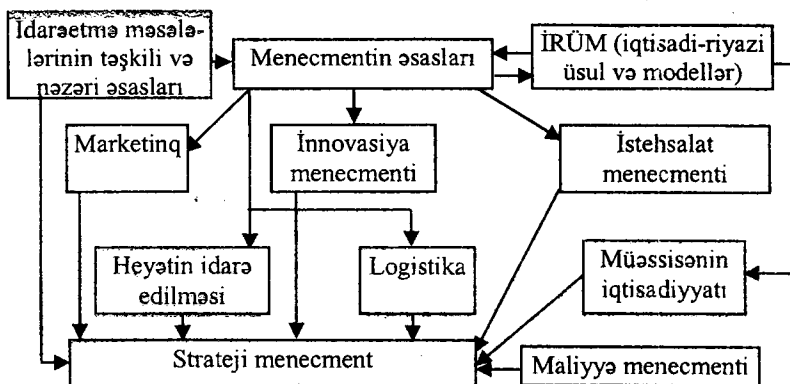 İdarəetmə məsələ-
lərinin təşkili və
nəzəri əsasları
Menecmentin əsasları
İRÜM (iqtisadi-riyazi
üsul və modellər)
Marketinq
İnnovasiya
menecmenti
İstehsalat
menecmenti
Heyətin idarə
edilməsi
Logistika
Müəssisənin
iqtisadiyyatı
Strateji menecment
Maliyyə menecmenti